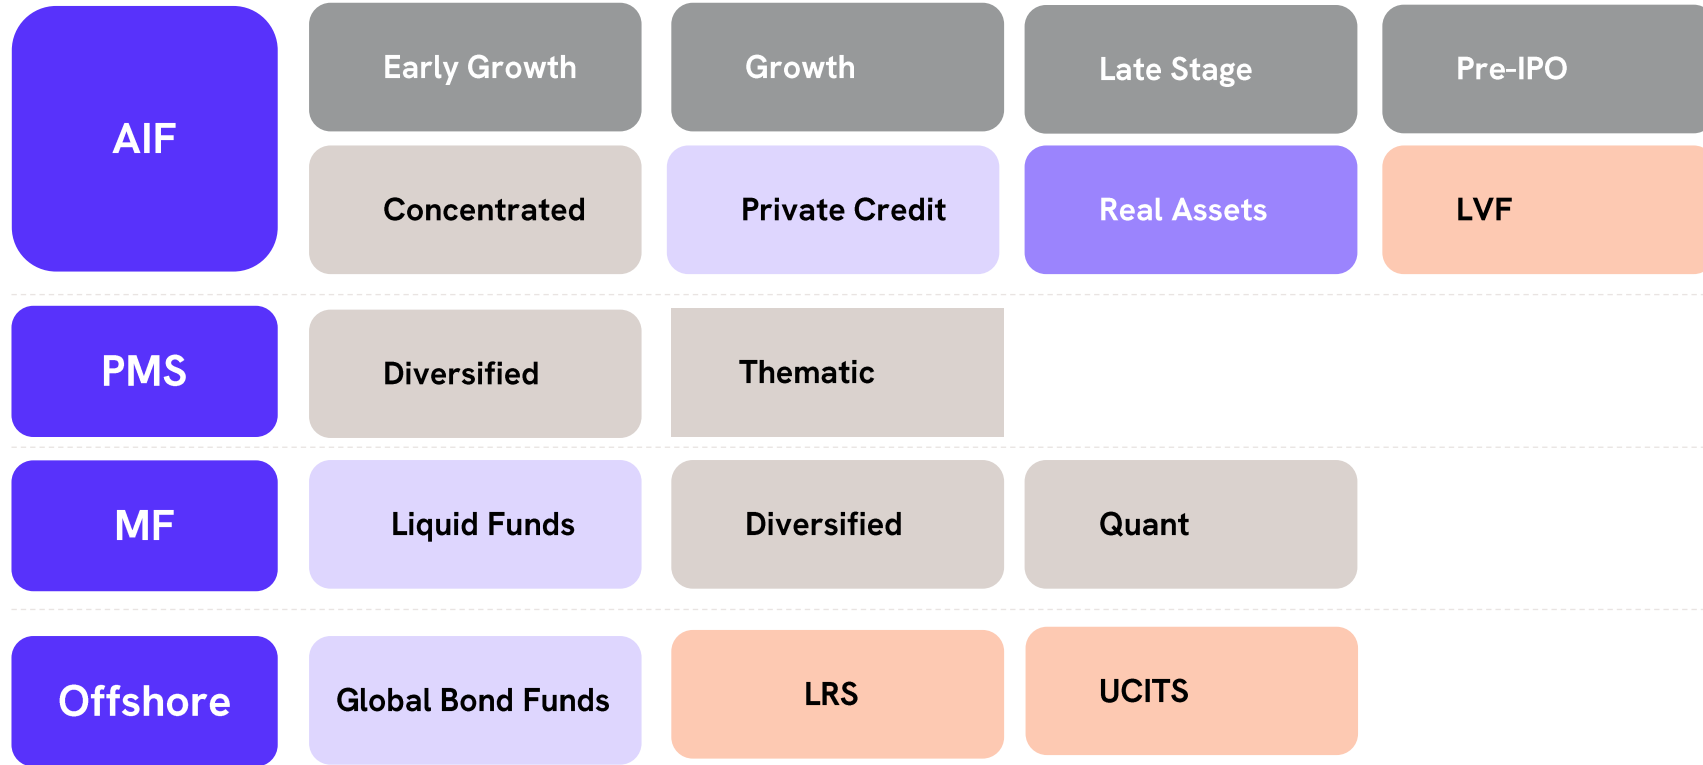 AIF
Early Growth
Growth
Late Stage
Pre-IPO
Concentrated
Private Credit
Real Assets
LVF
PMS
Diversified
Thematic
MF
Liquid Funds
Diversified
Quant
Offshore
Global Bond Funds
LRS
UCITS